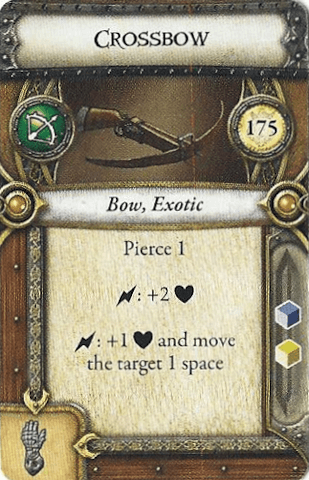 CROSSBOW
175
Bow, Exotic
Pierce 1
: +2
: +1 and move
the target 1 space